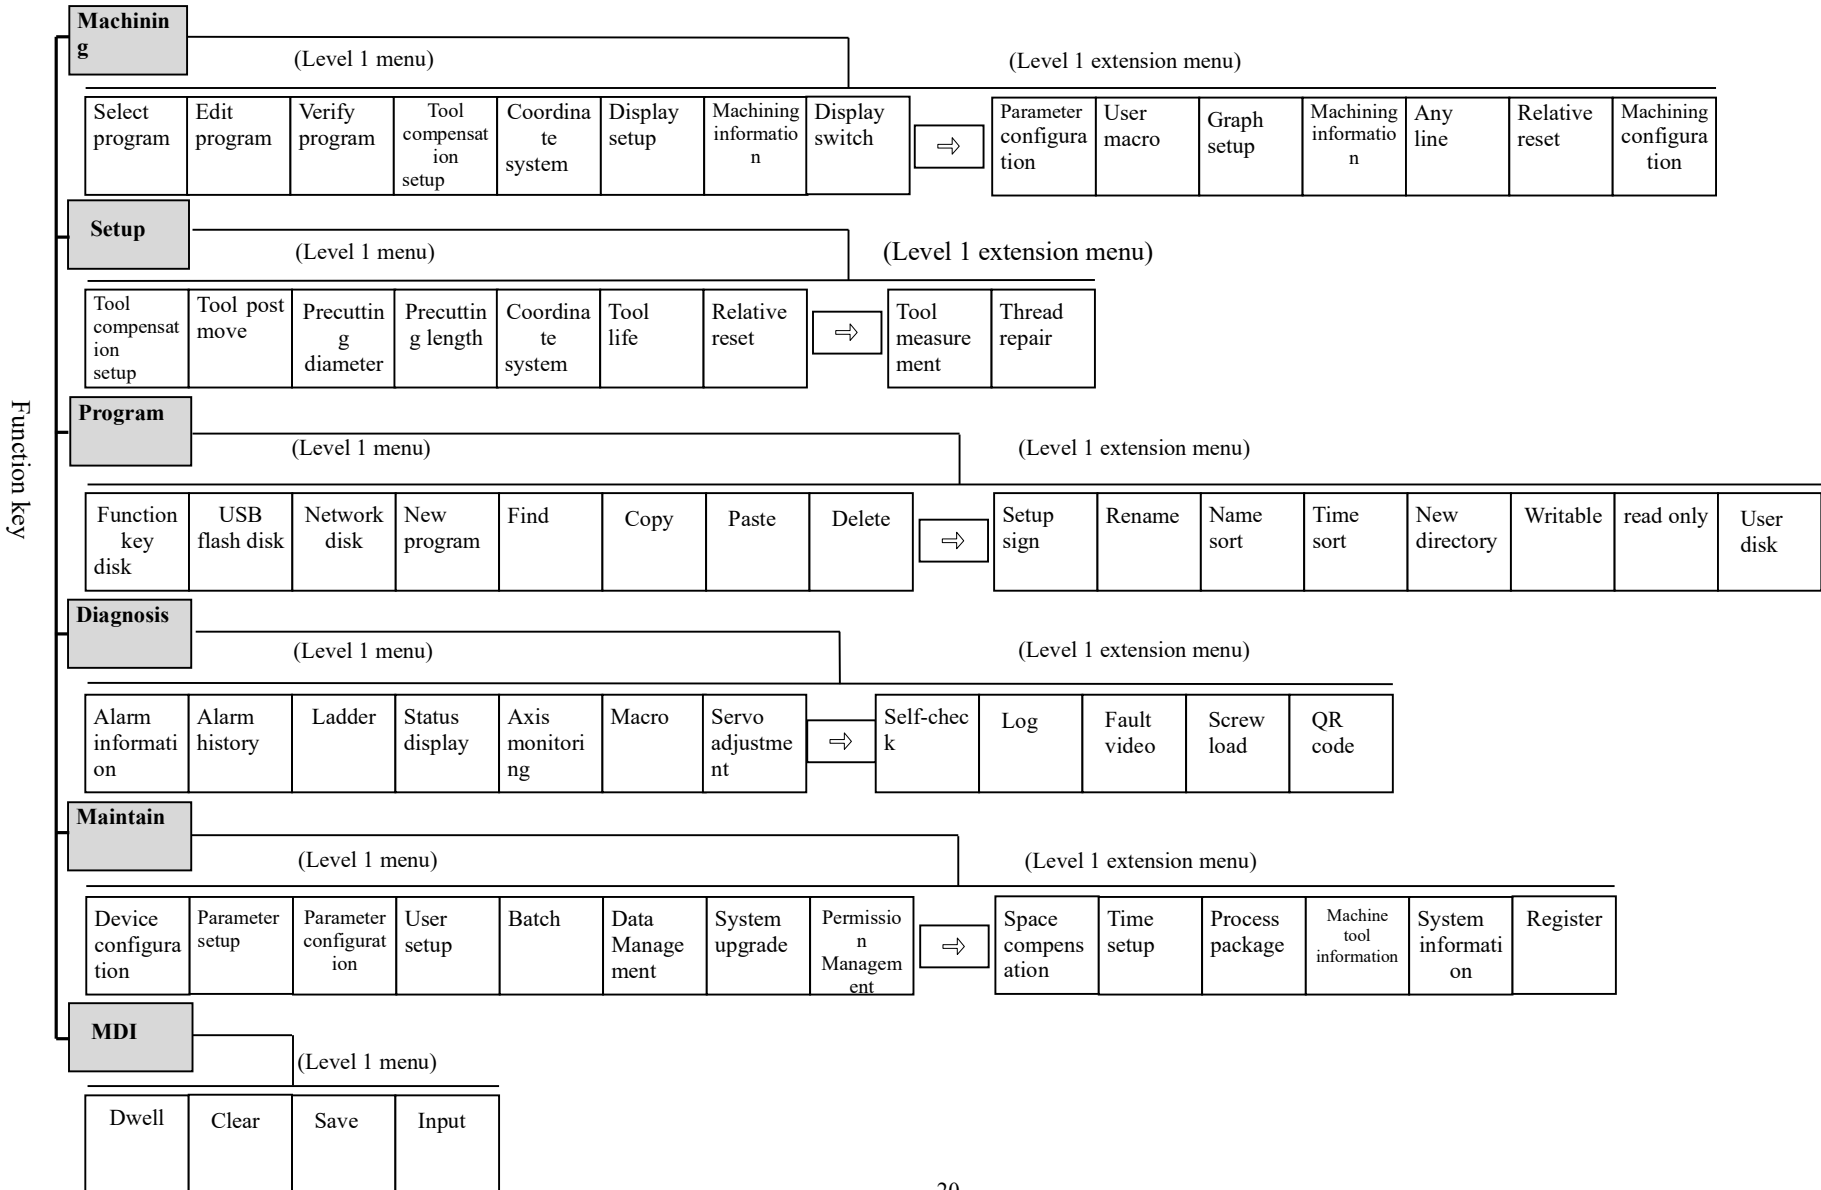 Function key
Machinin
g
(Level 1 menu)
(Level 1 extension menu)
Select
program
Edit
program
Verify
program
Tool
compensat
ion
setup
Coordina
te
system
Display
setup
Machining
informatio
n
Display
switch
Parameter
configura
tion
User
macro
Graph
setup
Machining
informatio
n
Any
line
Relative
reset
Machining
configura
tion
Setup
(Level 1 menu)
(Level 1 extension menu)
Tool
compensat
ion
setup
Tool post
move
Precuttin
g
diameter
Precuttin
g length
Coordina
te
system
Tool
life
Relative
reset
Tool
measure
ment
Thread
repair
Program
(Level 1 menu)
(Level 1 extension menu)
Function
key
disk
USB
flash disk
Network
disk
New
program
Find
Copy
Paste
Delete
Setup
sign
Rename
Name
sort
Time
sort
New
directory
Writable
read only
User
disk
Diagnosis
(Level 1 menu)
(Level 1 extension menu)
Alarm
informati
on
Alarm
history
Ladder
Status
display
Axis
monitori
ng
Macro
Servo
adjustme
nt
Self-chec
k
Log
Fault
video
Screw
load
QR
code
Maintain
(Level 1 menu)
(Level 1 extension menu)
Device
configura
tion
Parameter
setup
Parameter
configurat
ion
User
setup
Batch
Data
Manage
ment
System
upgrade
Permissio
n
Managem
ent
Space
compens
ation
Time
setup
Process
package
Machine
tool
information
System
informati
on
Register
MDI
(Level 1 menu)
Dwell
Clear
Save
Input
20